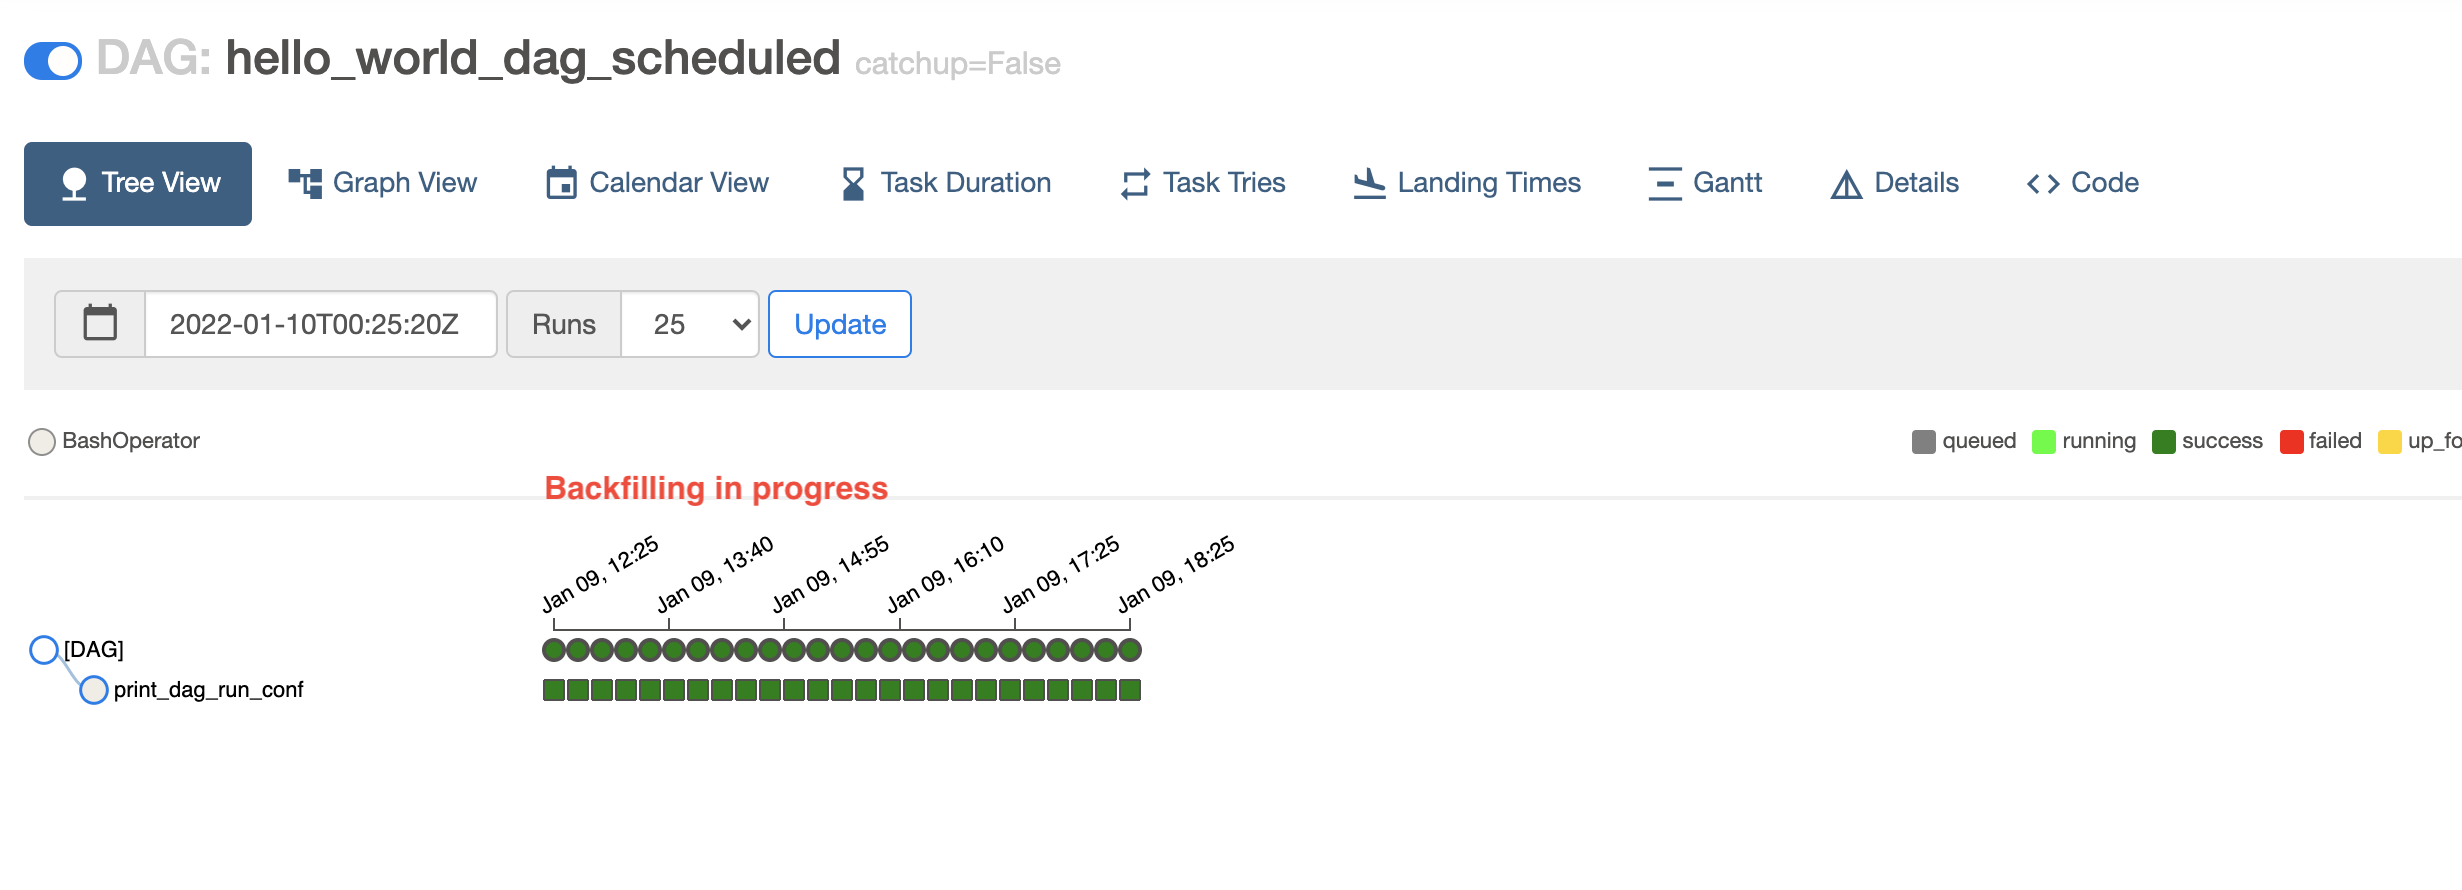 DAG: hello_world_dag_scheduled catchup=False
Tree View Graph View Calendar View Task Duration Task Tries Landing Times Gantt Details Code
2022-01-10T00:25:20Z Runs 25 Update
BashOperator queued running success failed up_fo
Backfilling in progress
Jan 09, 12:25 Jan 09, 13:40 Jan 09, 14:55 Jan 09, 16:10 Jan 09, 17:25 Jan 09, 18:25
[DAG]
print_dag_run_conf